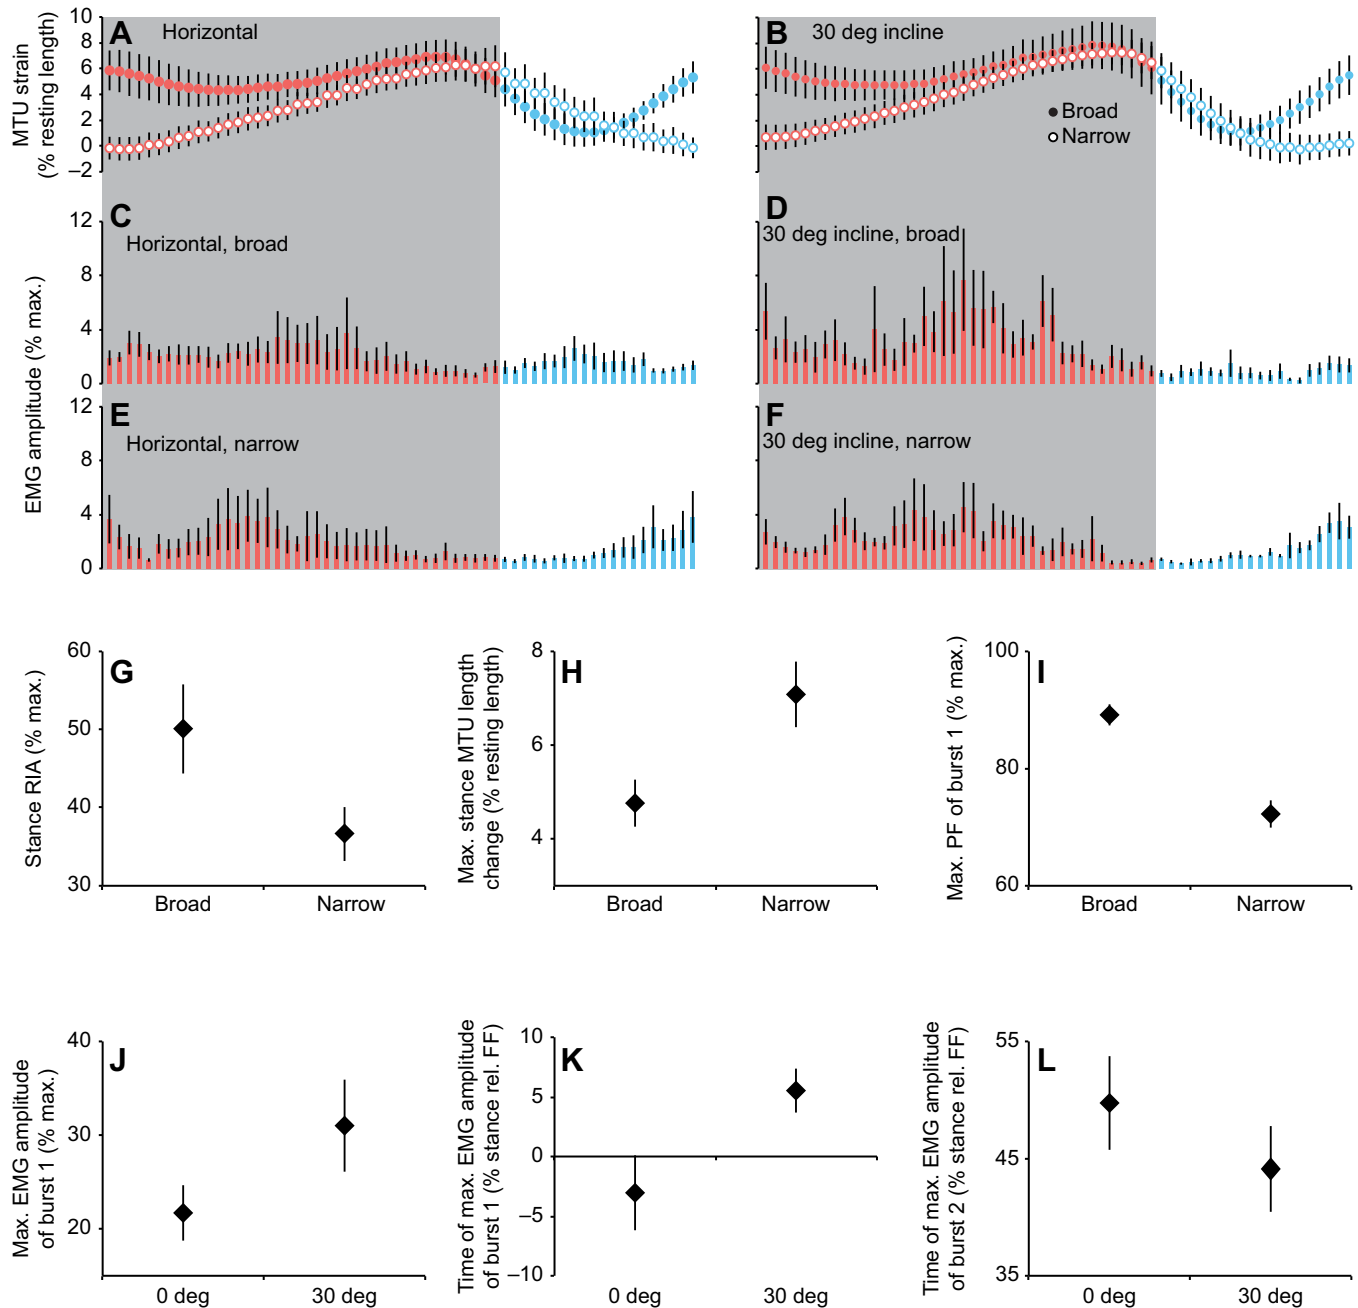 A Horizontal
B 30 deg incline
MTU strain
(% resting length)
10
8
6
4
2
0
–2
Broad
Narrow
C
Horizontal, broad
D
30 deg incline, broad
EMG amplitude (% max.)
12
8
4
0
E
Horizontal, narrow
F
30 deg incline, narrow
12
8
4
0
G
Stance RIA (% max.)
60
50
40
30
Broad Narrow
H
Max. stance MTU length
change (% resting length)
8
6
4
Broad Narrow
I
Max. PF of burst 1 (% max.)
100
80
60
Broad Narrow
J
Max. EMG amplitude
of burst 1 (% max.)
40
30
20
0 deg 30 deg
K
Time of max. EMG amplitude
of burst 1 (% stance rel. FF)
10
5
0
–5
–10
0 deg 30 deg
L
Time of max. EMG amplitude
of burst 2 (% stance rel. FF)
55
45
35
0 deg 30 deg